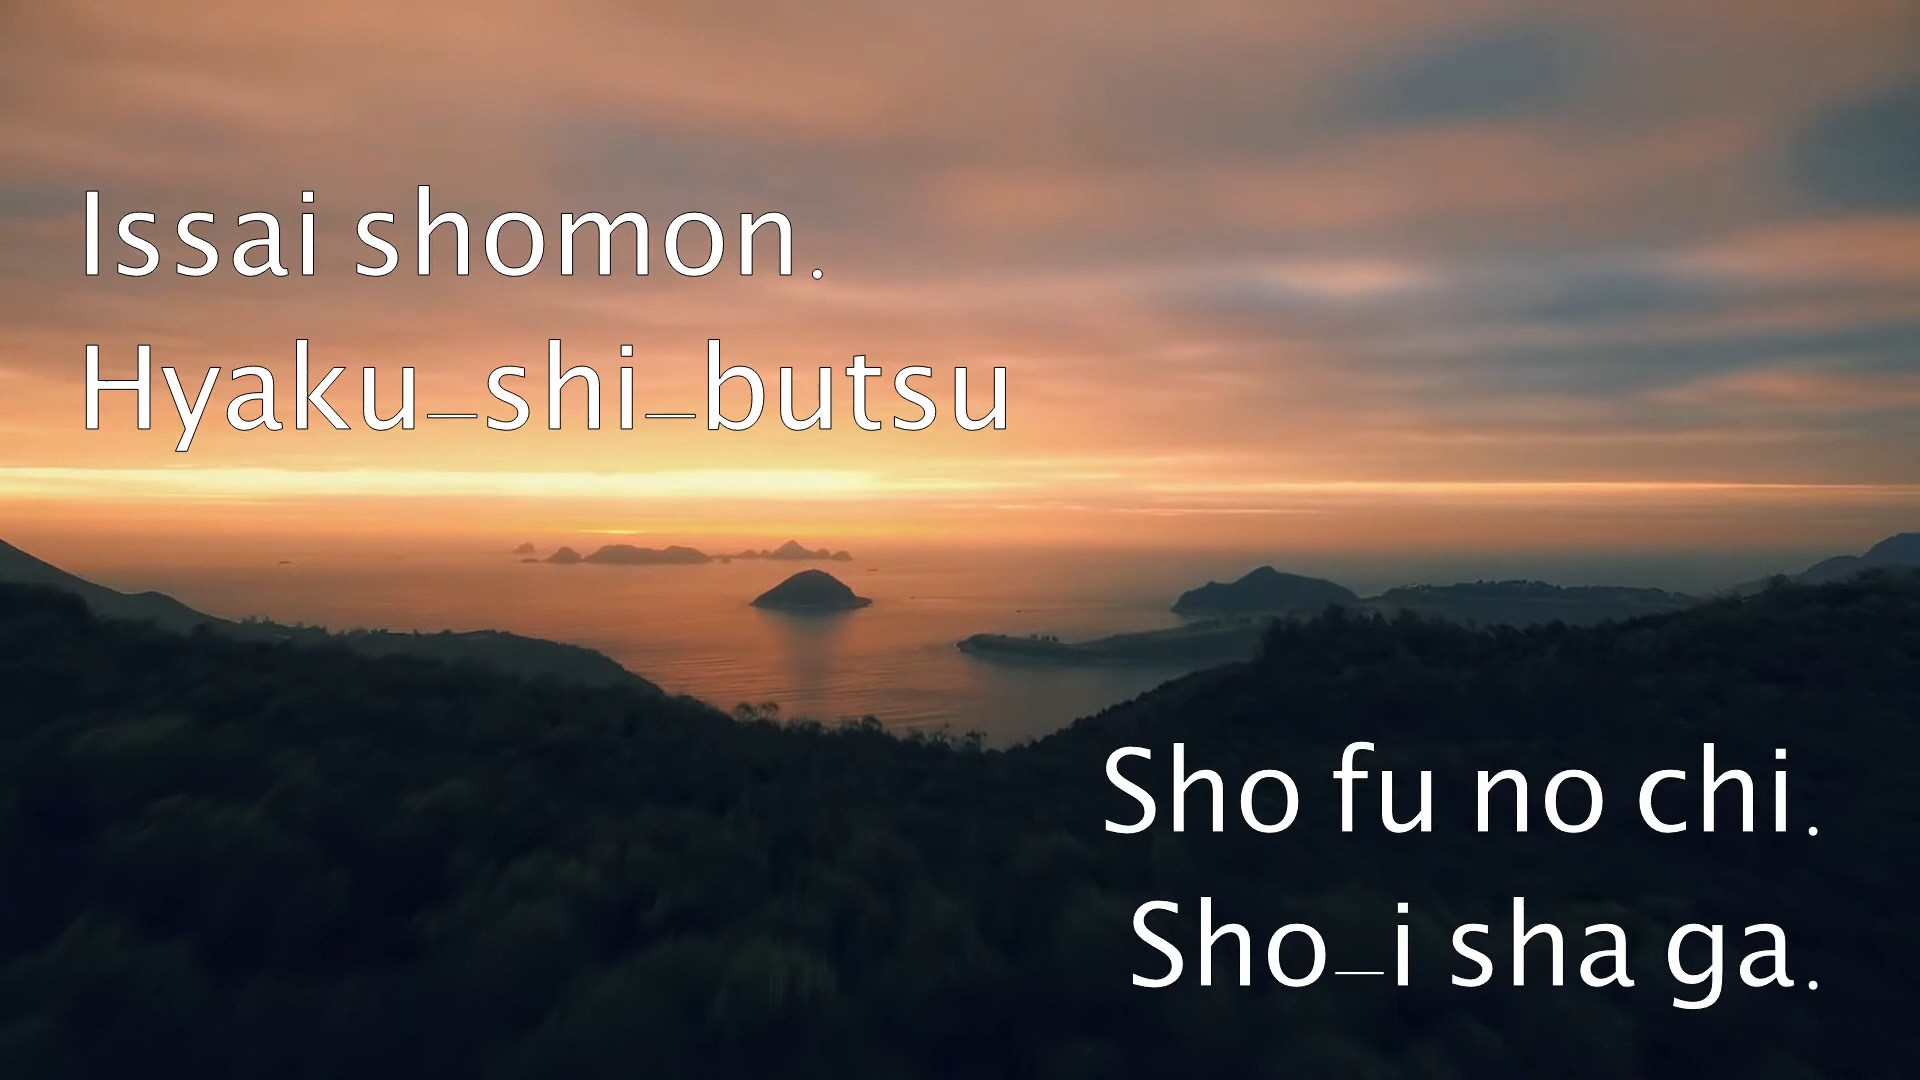 Issai shomon.
Hyaku_shi_butsu
Sho fu no chi.
Sho_i sha ga.